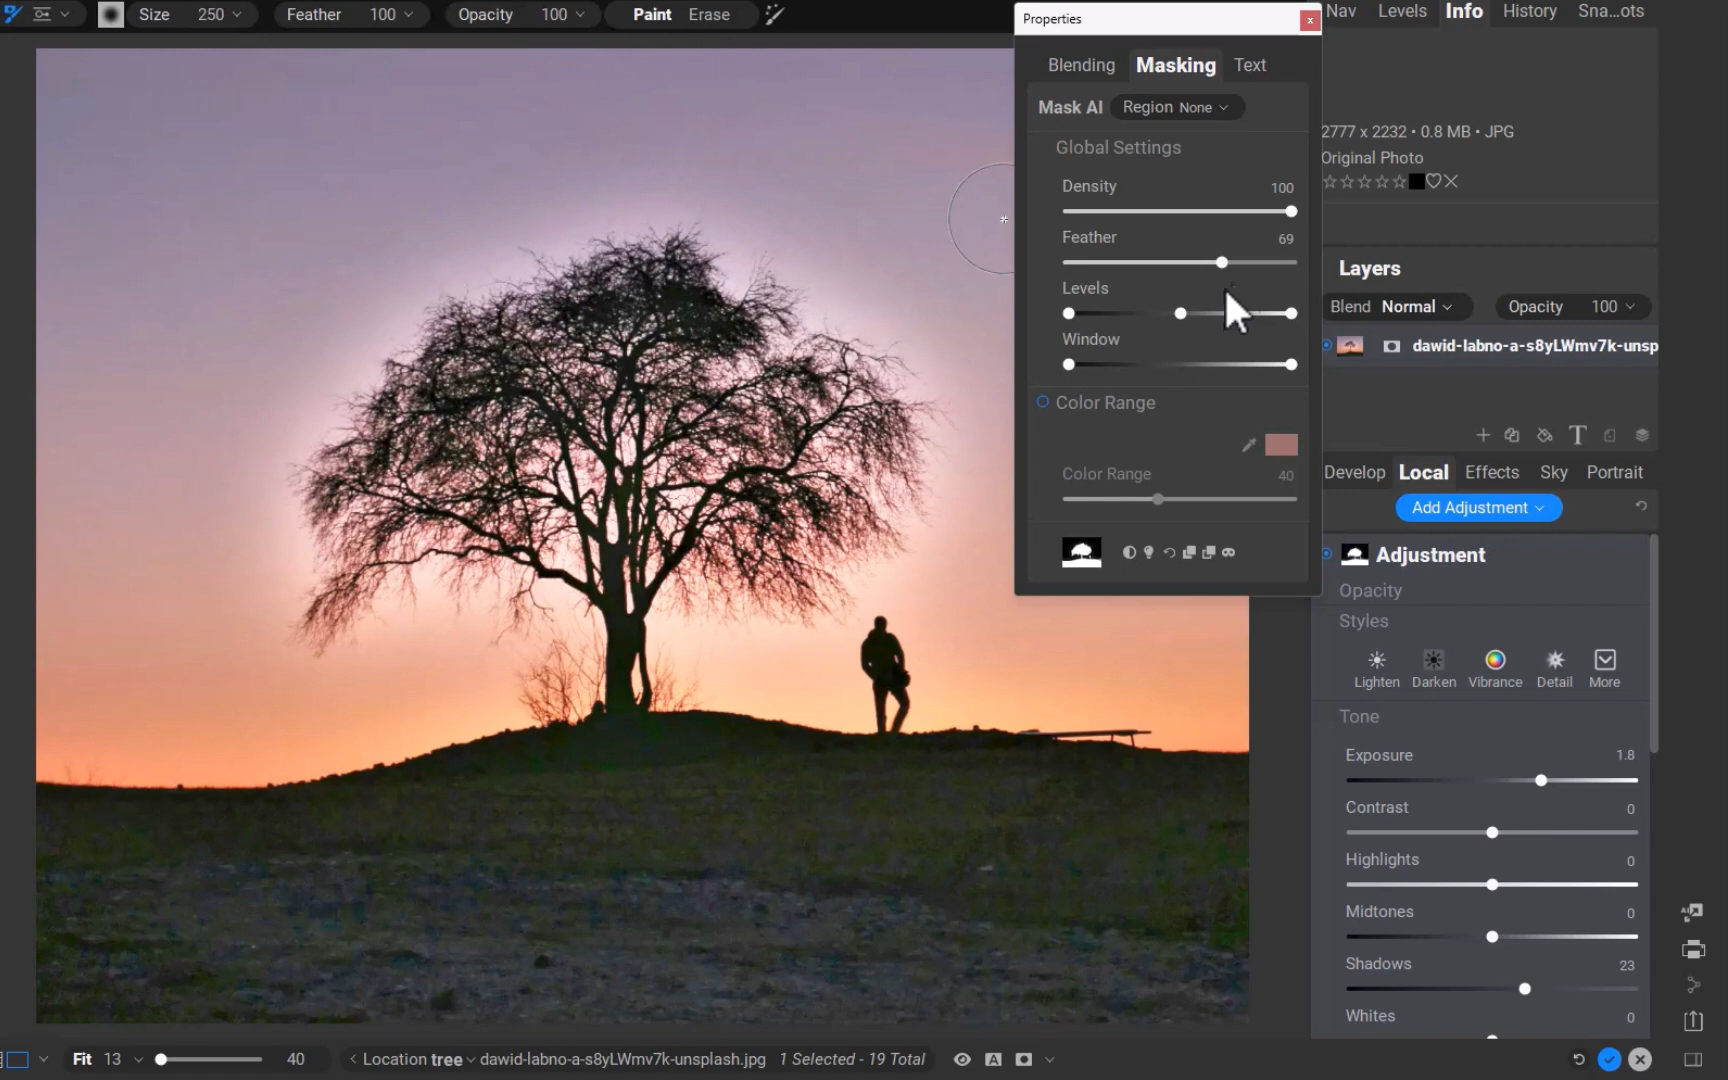 Size 250 Feather 100 Opacity 100 Paint Erase
Properties x
Nav Levels Info History Sna...ots
Blending Masking Text
Mask AI Region None
Global Settings
Density 100
Feather 69
Levels
Window
Color Range
Color Range 40
2777 x 2232 • 0.8 MB • JPG
Original Photo
Layers
Blend Normal Opacity 100
dawid-labno-a-s8yLWmv7k-unsp
T
Develop Local Effects Sky Portrait
Add Adjustment
Adjustment
Opacity
Styles
Lighten Darken Vibrance Detail More
Tone
Exposure 1.8
Contrast 0
Highlights 0
Midtones 0
Shadows 23
Whites 0
Fit 13 40 < Location tree dawid-labno-a-s8yLWmv7k-unsplash.jpg 1 Selected - 19 Total A